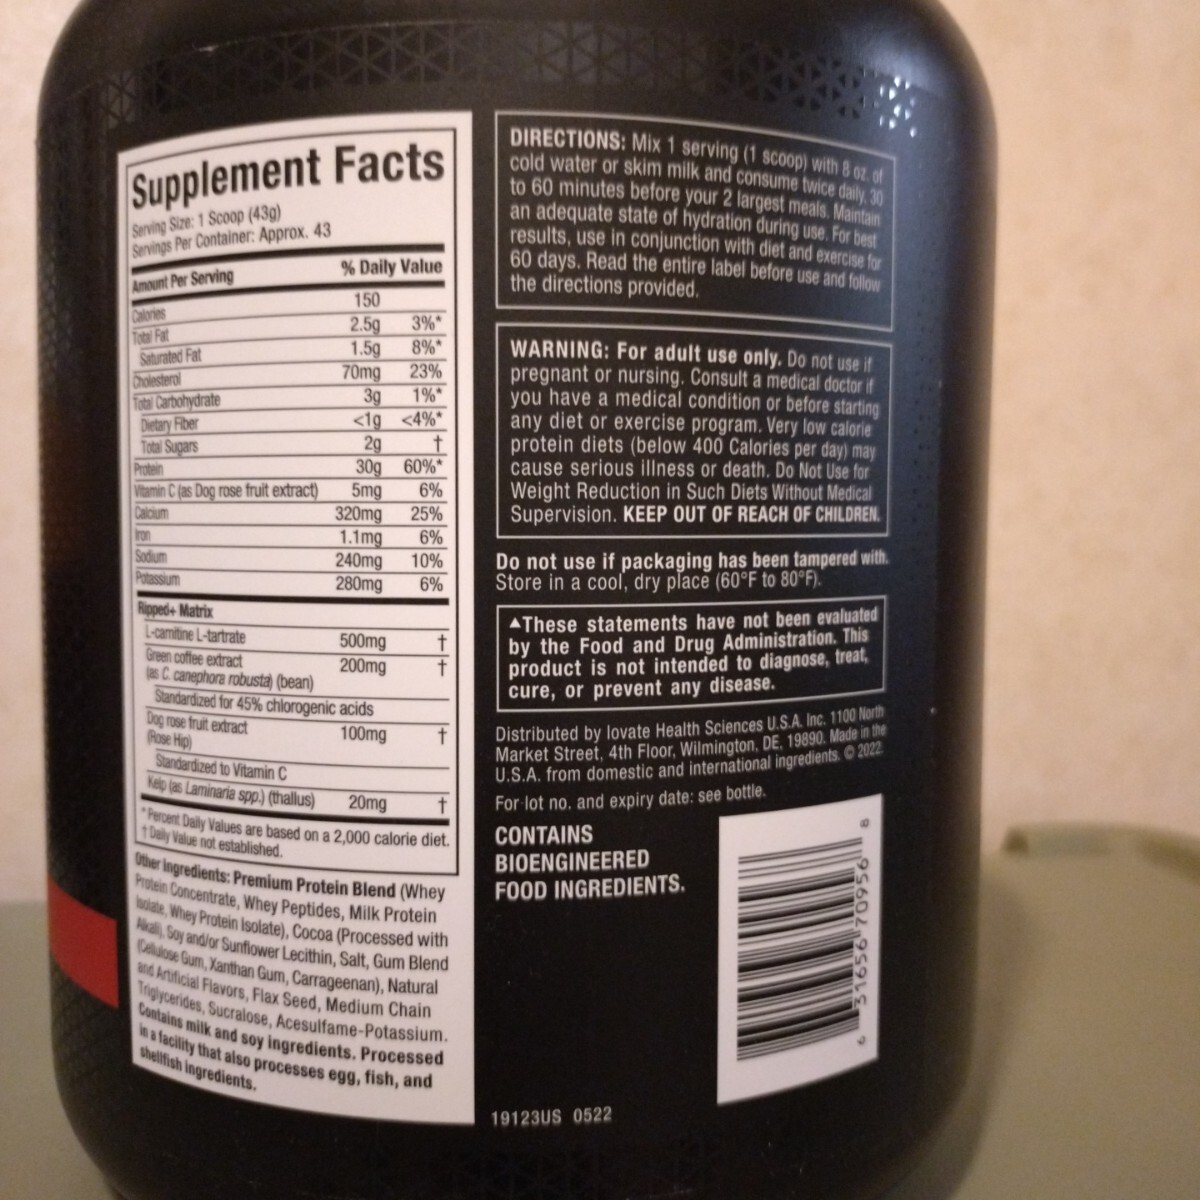 Supplement Facts
Serving Size: 1 Scoop (43g)
Servings Per Container: Approx. 43
Amount Per Serving % Daily Value
Calories 150
Total Fat 2.5g 3%*
Saturated Fat 1.5g 8%*
Cholesterol 70mg 23%
Total Carbohydrate 3g 1%*
Dietary Fiber <1g <4%*
Total Sugars 2g †
Protein 30g 60%*
Vitamin C (as Dog rose fruit extract) 5mg 6%
Calcium 320mg 25%
Iron 1.1mg 6%
Sodium 240mg 10%
Potassium 280mg 6%
Ripped+ Matrix
L-carnitine L-tartrate 500mg †
Green coffee extract 200mg †
(as C. canephora robusta) (bean)
Standardized for 45% chlorogenic acids
Dog rose fruit extract 100mg †
(Rose Hip)
Standardized to Vitamin C
Kelp (as Laminaria spp.) (thallus) 20mg †
* Percent Daily Values are based on a 2,000 calorie diet.
† Daily Value not established.
Other Ingredients: Premium Protein Blend (Whey
Protein Concentrate, Whey Peptides, Milk Protein
Isolate, Whey Protein Isolate), Cocoa (Processed with
Alkali), Soy and/or Sunflower Lecithin, Salt, Gum Blend
(Cellulose Gum, Xanthan Gum, Carrageenan), Natural
and Artificial Flavors, Flax Seed, Medium Chain
Triglycerides, Sucralose, Acesulfame-Potassium.
Contains milk and soy ingredients. Processed
in a facility that also processes egg, fish, and
shellfish ingredients.
DIRECTIONS: Mix 1 serving (1 scoop) with 8 oz. of
cold water or skim milk and consume twice daily, 30
to 60 minutes before your 2 largest meals. Maintain
an adequate state of hydration during use. For best
results, use in conjunction with diet and exercise for
60 days. Read the entire label before use and follow
the directions provided.
WARNING: For adult use only. Do not use if
pregnant or nursing. Consult a medical doctor if
you have a medical condition or before starting
any diet or exercise program. Very low calorie
protein diets (below 400 Calories per day) may
cause serious illness or death. Do Not Use for
Weight Reduction in Such Diets Without Medical
Supervision. KEEP OUT OF REACH OF CHILDREN.
Do not use if packaging has been tampered with.
Store in a cool, dry place (60°F to 80°F).
▲These statements have not been evaluated
by the Food and Drug Administration. This
product is not intended to diagnose, treat,
cure, or prevent any disease.
Distributed by Iovate Health Sciences U.S.A. Inc. 1100 North
Market Street, 4th Floor, Wilmington, DE, 19890. Made in the
U.S.A. from domestic and international ingredients. © 2022
For lot no. and expiry date: see bottle.
CONTAINS
BIOENGINEERED
FOOD INGREDIENTS.
6 31656 70956 8
19123US 0522